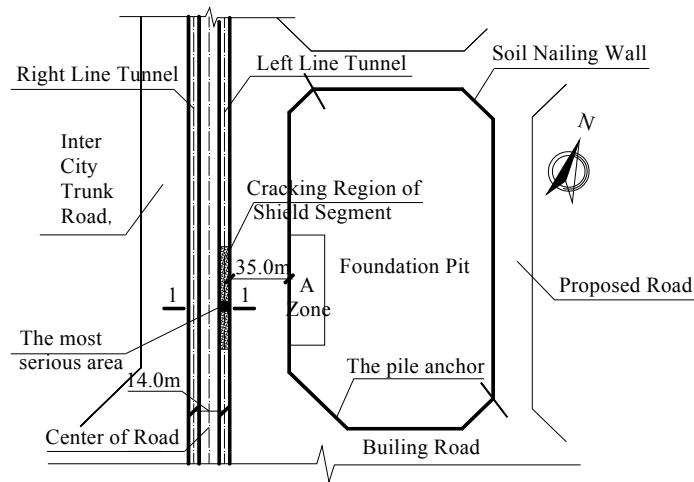 Soil Nailing Wall
Left Line Tunnel
Right Line Tunnel
N
Inter
City
Trunk
Road,
Cracking Region of
Shield Segment
35.0m
Foundation Pit
A
Zone
Proposed Road
1
1
The most
serious area
The pile anchor
14.0m
Center of Road
Builing Road